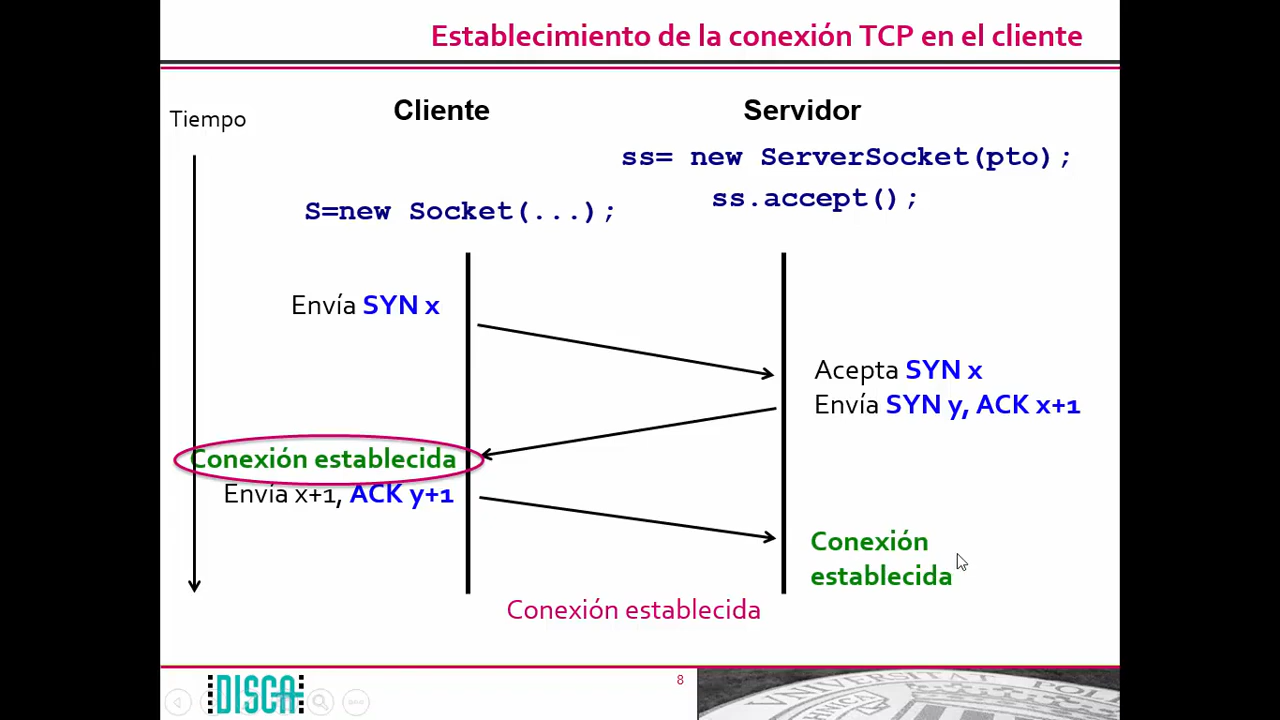 Establecimiento de la conexión TCP en el cliente
Tiempo
Cliente
Servidor
ss= new ServerSocket(pto);
ss.accept();
S=new Socket(...);
Envía SYN x
Acepta SYN x
Envía SYN y, ACK x+1
Conexión establecida
Envía x+1, ACK y+1
Conexión
establecida
Conexión establecida
DISCA
8